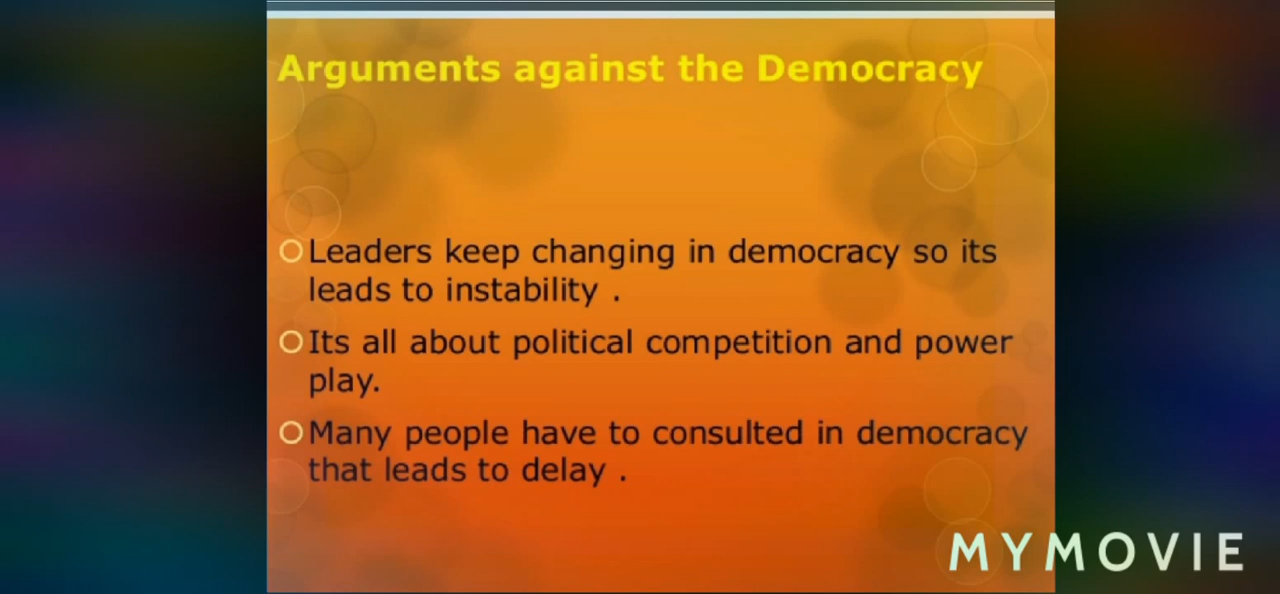 Arguments against the Democracy
Leaders keep changing in democracy so its
leads to instability .
Its all about political competition and power
play.
Many people have to consulted in democracy
that leads to delay .
MYMOVIE